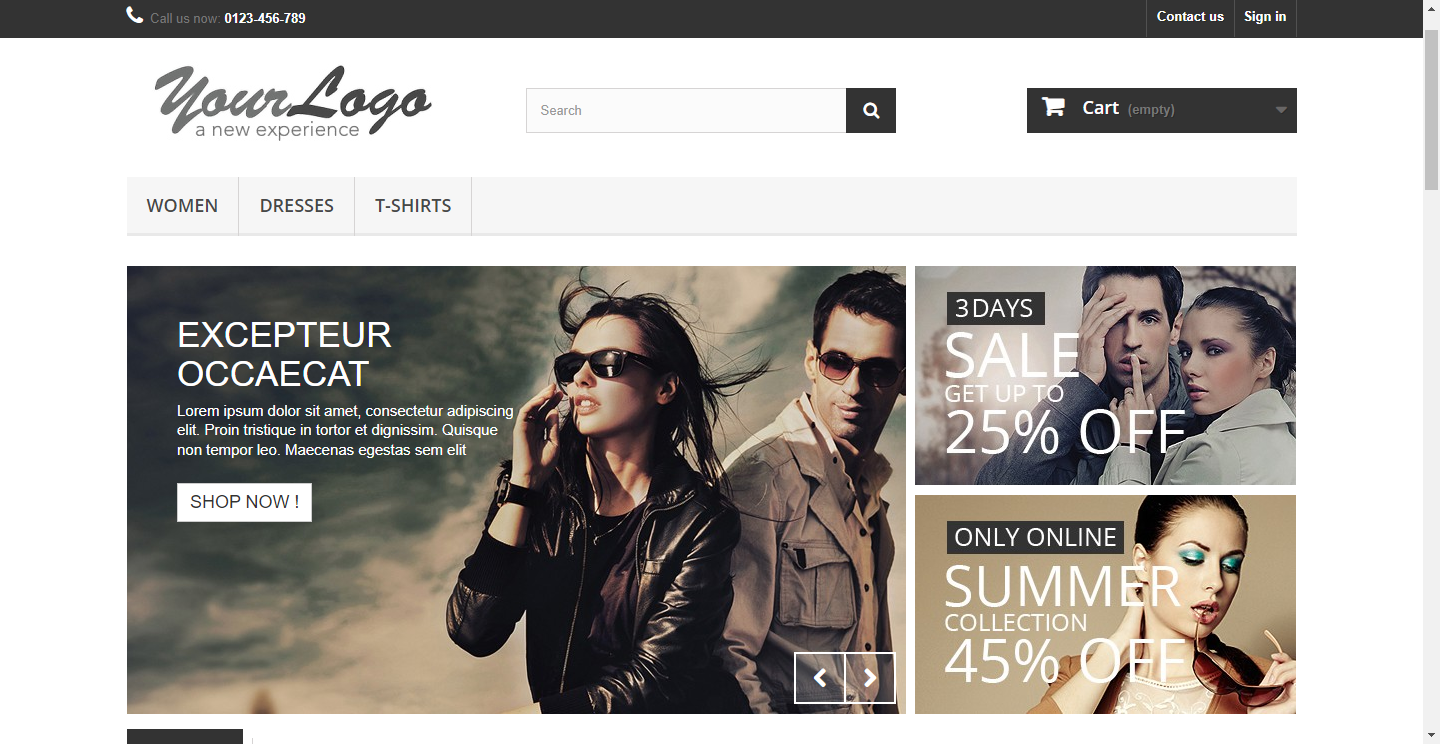 Call us now: 0123-456-789
Contact us
Sign in
YourLogo
a new experience
Search
Cart (empty)
WOMEN
DRESSES
T-SHIRTS
EXCEPTEUR
OCCAECAT
Lorem ipsum dolor sit amet, consectetur adipiscing
elit. Proin tristique in tortor et dignissim. Quisque
non tempor leo. Maecenas egestas sem elit
SHOP NOW !
3 DAYS
SALE
GET UP TO
25% OFF
ONLY ONLINE
SUMMER
COLLECTION
45% OFF